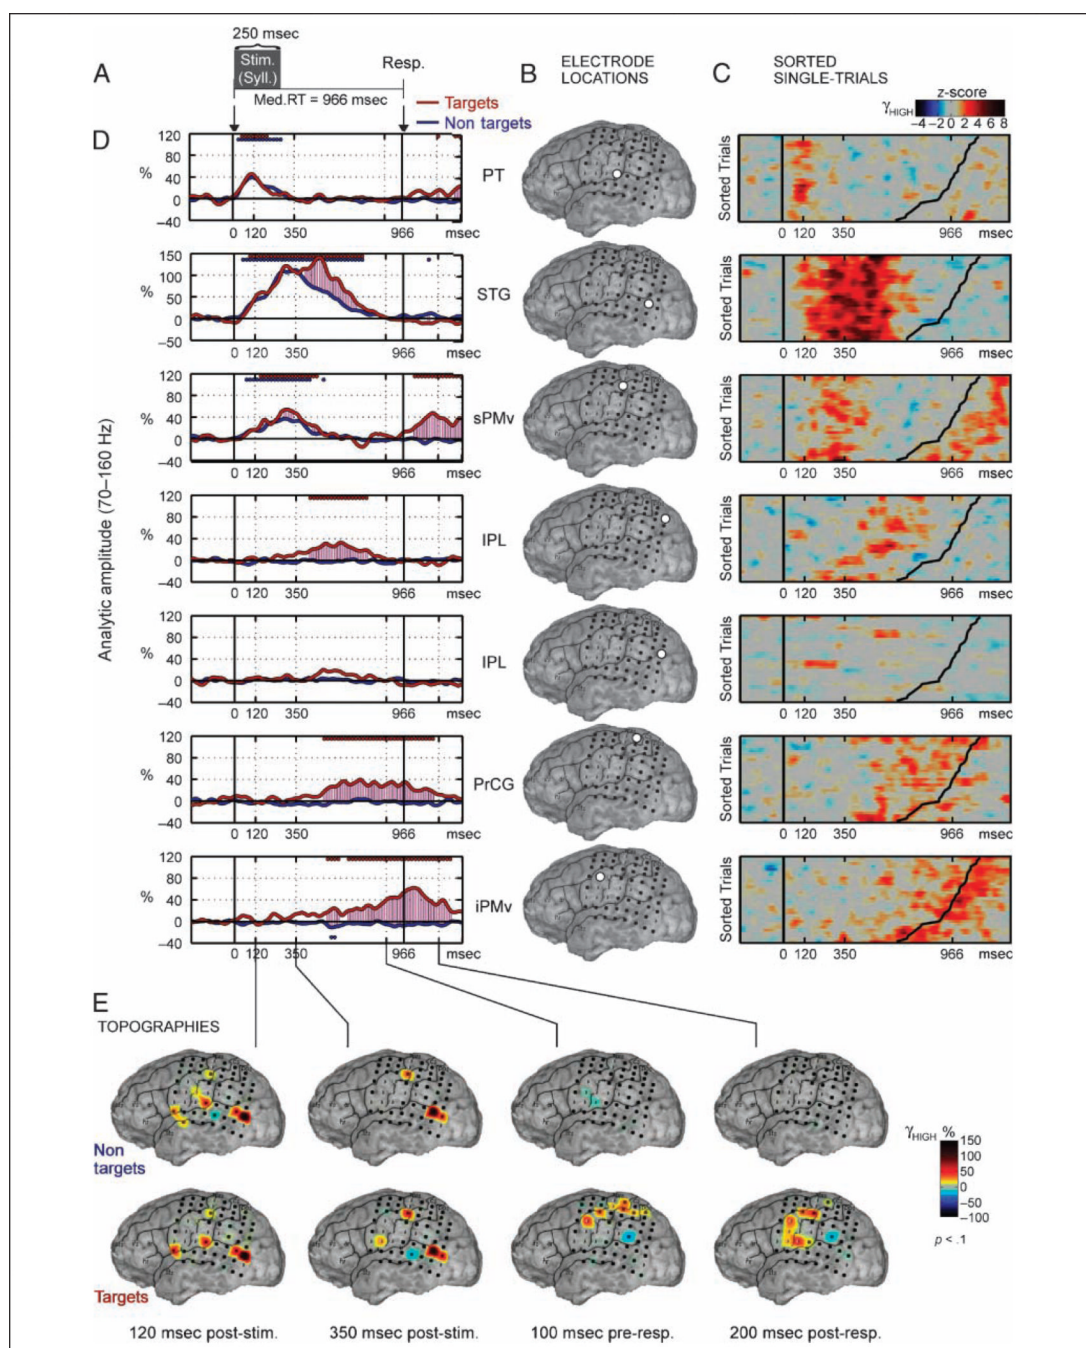 250 msec
A
Stim.
(Syll.)
Resp.
Med.RT = 966 msec
Targets
Non targets
B
ELECTRODE
LOCATIONS
C
SORTED
SINGLE-TRIALS
z-score
γHIGH
−4 −2 0 2 4 6 8
D
Analytic amplitude (70–160 Hz)
120
80
%
40
0
−40
0 120 350 966 msec
PT
Sorted Trials
0 120 350 966 msec
150
100
%
50
0
−50
0 120 350 966 msec
STG
Sorted Trials
0 120 350 966 msec
120
80
%
40
0
−40
0 120 350 966 msec
sPMv
Sorted Trials
0 120 350 966 msec
120
80
%
40
0
−40
0 120 350 966 msec
IPL
Sorted Trials
0 120 350 966 msec
120
80
%
40
0
−40
0 120 350 966 msec
IPL
Sorted Trials
0 120 350 966 msec
120
80
%
40
0
−40
0 120 350 966 msec
PrCG
Sorted Trials
0 120 350 966 msec
120
80
%
40
0
−40
0 120 350 966 msec
iPMv
Sorted Trials
0 120 350 966 msec
E
TOPOGRAPHIES
Non
targets
Targets
γHIGH %
150
100
50
0
−50
−100
p < .1
120 msec post-stim.
350 msec post-stim.
100 msec pre-resp.
200 msec post-resp.